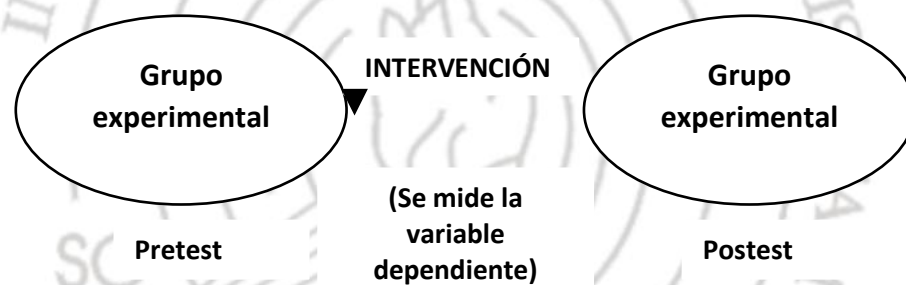 Grupo
experimental
INTERVENCIÓN
Grupo
experimental
(Se mide la
variable
dependiente)
Pretest
Postest